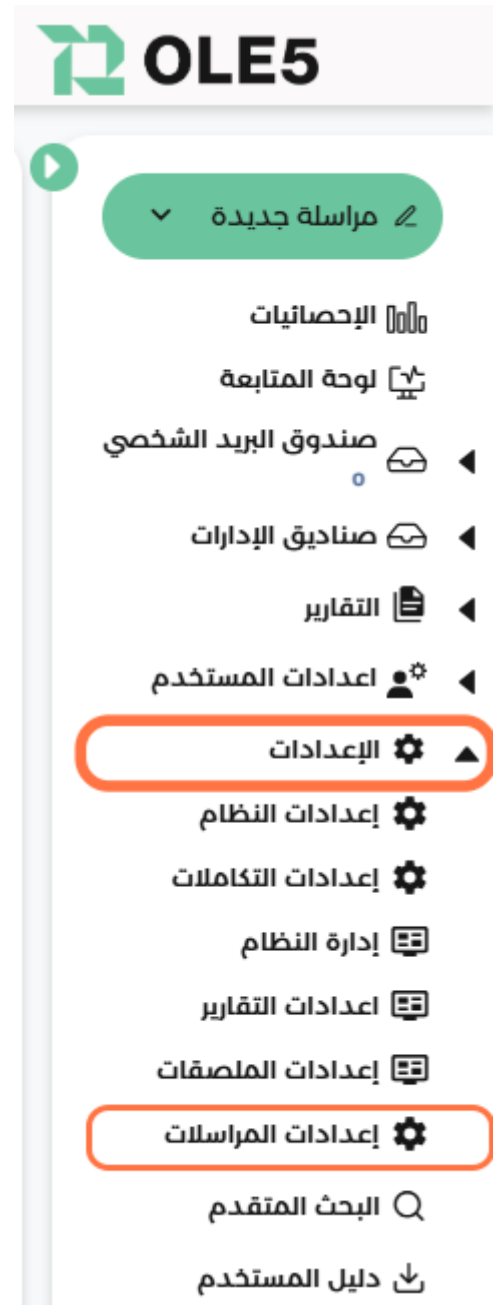 OLE5
مراسلة جديدة
الإحصائيات
لوحة المتابعة
صندوق البريد الشخصي
0
صناديق الإدارات
التقارير
اعدادات المستخدم
الإعدادات
إعدادات النظام
إعدادات التكاملات
إدارة النظام
اعدادات التقارير
إعدادات الملصقات
إعدادات المراسلات
البحث المتقدم
دليل المستخدم